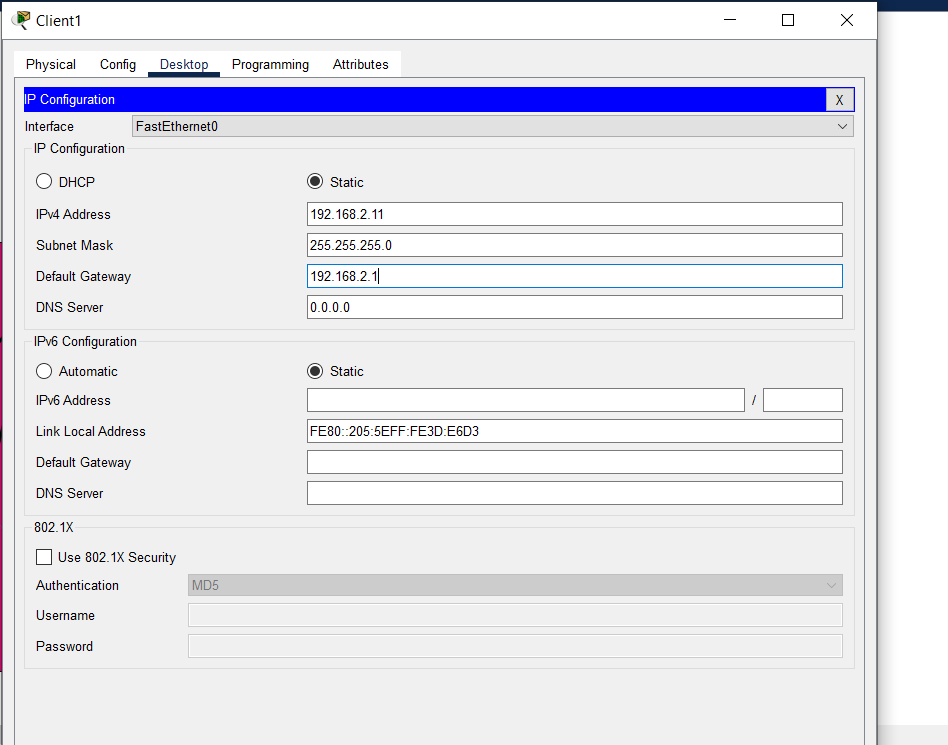 Client1
Physical Config Desktop Programming Attributes
IP Configuration X
Interface FastEthernet0
IP Configuration
DHCP Static
IPv4 Address 192.168.2.11
Subnet Mask 255.255.255.0
Default Gateway 192.168.2.1
DNS Server 0.0.0.0
IPv6 Configuration
Automatic Static
IPv6 Address /
Link Local Address FE80::205:5EFF:FE3D:E6D3
Default Gateway
DNS Server
802.1X
Use 802.1X Security
Authentication MD5
Username
Password